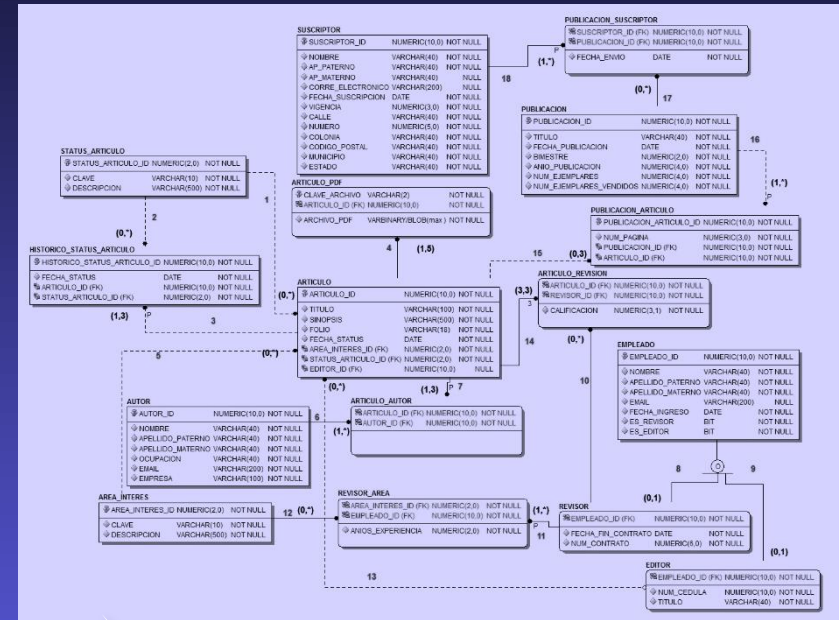 SUSCRIPTOR
SUSCRIPTOR_ID NUMERIC(10,0) NOT NULL
NOMBRE VARCHAR(40) NOT NULL
AP_PATERNO VARCHAR(40) NOT NULL
AP_MATERNO VARCHAR(40) NULL
CORRE_ELECTRONICO VARCHAR(200) NULL
FECHA_SUSCRIPCION DATE NOT NULL
VIGENCIA NUMERIC(3,0) NOT NULL
CALLE VARCHAR(40) NOT NULL
NUMERO NUMERIC(5,0) NOT NULL
COLONIA VARCHAR(40) NOT NULL
CODIGO_POSTAL VARCHAR(40) NOT NULL
MUNICIPIO VARCHAR(40) NOT NULL
ESTADO VARCHAR(40) NOT NULL
18
(1,*)
P
PUBLICACION_SUSCRIPTOR
SUSCRIPTOR_ID (FK) NUMERIC(10,0) NOT NULL
PUBLICACION_ID (FK) NUMERIC(10,0) NOT NULL
FECHA_ENVIO DATE NOT NULL
(0,*)
17
PUBLICACION
PUBLICACION_ID NUMERIC(10,0) NOT NULL
TITULO VARCHAR(40) NOT NULL
FECHA_PUBLICACION DATE NOT NULL
BIMESTRE NUMERIC(2,0) NOT NULL
ANIO_PUBLICACION NUMERIC(4,0) NOT NULL
NUM_EJEMPLARES NUMERIC(4,0) NOT NULL
NUM_EJEMPLARES_VENDIDOS NUMERIC(4,0) NOT NULL
16
(1,*)
P
STATUS_ARTICULO
STATUS_ARTICULO_ID NUMERIC(2,0) NOT NULL
CLAVE VARCHAR(10) NOT NULL
DESCRIPCION VARCHAR(500) NOT NULL
1
2
(0,*)
ARTICULO_PDF
CLAVE_ARCHIVO VARCHAR(2) NOT NULL
ARTICULO_ID (FK) NUMERIC(10,0) NOT NULL
ARCHIVO_PDF VARBINARY/BLOB(max) NOT NULL
4
(1,5)
PUBLICACION_ARTICULO
PUBLICACION_ARTICULO_ID NUMERIC(10,0) NOT NULL
NUM_PAGINA NUMERIC(3,0) NOT NULL
PUBLICACION_ID (FK) NUMERIC(10,0) NOT NULL
ARTICULO_ID (FK) NUMERIC(10,0) NOT NULL
15
(0,3)
HISTORICO_STATUS_ARTICULO
HISTORICO_STATUS_ARTICULO_ID NUMERIC(10,0) NOT NULL
FECHA_STATUS DATE NOT NULL
ARTICULO_ID (FK) NUMERIC(10,0) NOT NULL
STATUS_ARTICULO_ID (FK) NUMERIC(2,0) NOT NULL
(1,3)
P
3
(0,*)
5
(0,*)
ARTICULO
ARTICULO_ID NUMERIC(10,0) NOT NULL
TITULO VARCHAR(100) NOT NULL
SINOPSIS VARCHAR(500) NOT NULL
FOLIO VARCHAR(18) NOT NULL
FECHA_STATUS DATE NOT NULL
AREA_INTERES_ID (FK) NUMERIC(2,0) NOT NULL
STATUS_ARTICULO_ID (FK) NUMERIC(2,0) NOT NULL
EDITOR_ID (FK) NUMERIC(10,0) NULL
(0,*)
(1,3)
P
7
ARTICULO_REVISION
ARTICULO_ID (FK) NUMERIC(10,0) NOT NULL
REVISOR_ID (FK) NUMERIC(10,0) NOT NULL
CALIFICACION NUMERIC(3,1) NOT NULL
(3,3)
3
14
(0,*)
10
EMPLEADO
EMPLEADO_ID NUMERIC(10,0) NOT NULL
NOMBRE VARCHAR(40) NOT NULL
APELLIDO_PATERNO VARCHAR(40) NOT NULL
APELLIDO_MATERNO VARCHAR(40) NOT NULL
EMAIL VARCHAR(200) NULL
FECHA_INGRESO DATE NOT NULL
ES_REVISOR BIT NOT NULL
ES_EDITOR BIT NOT NULL
8
9
(0,1)
(0,1)
AUTOR
AUTOR_ID NUMERIC(10,0) NOT NULL
NOMBRE VARCHAR(40) NOT NULL
APELLIDO_PATERNO VARCHAR(40) NOT NULL
APELLIDO_MATERNO VARCHAR(40) NOT NULL
OCUPACION VARCHAR(40) NOT NULL
EMAIL VARCHAR(200) NOT NULL
EMPRESA VARCHAR(100) NOT NULL
6
(1,*)
ARTICULO_AUTOR
ARTICULO_ID (FK) NUMERIC(10,0) NOT NULL
AUTOR_ID (FK) NUMERIC(10,0) NOT NULL
AREA_INTERES
AREA_INTERES_ID NUMERIC(2,0) NOT NULL
CLAVE VARCHAR(10) NOT NULL
DESCRIPCION VARCHAR(500) NOT NULL
12
(0,*)
REVISOR_AREA
AREA_INTERES_ID (FK) NUMERIC(2,0) NOT NULL
EMPLEADO_ID (FK) NUMERIC(10,0) NOT NULL
ANIOS_EXPERIENCIA NUMERIC(2,0) NOT NULL
(1,*)
P
11
REVISOR
EMPLEADO_ID (FK) NUMERIC(10,0) NOT NULL
FECHA_FIN_CONTRATO DATE NOT NULL
NUM_CONTRATO NUMERIC(5,0) NOT NULL
13
EDITOR
EMPLEADO_ID (FK) NUMERIC(10,0) NOT NULL
NUM_CEDULA NUMERIC(10,0) NOT NULL
TITULO VARCHAR(40) NOT NULL